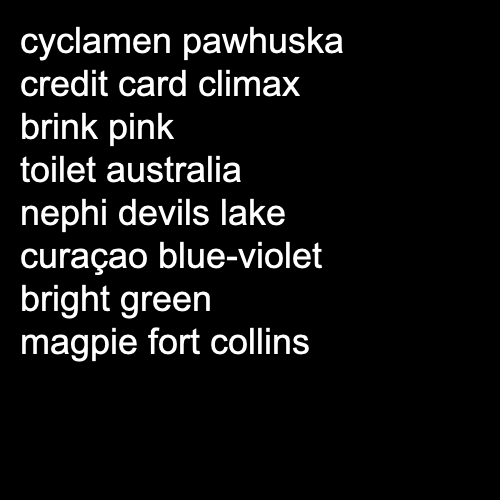 cyclamen pawhuska
credit card climax
brink pink
toilet australia
nephi devils lake
curaçao blue-violet
bright green
magpie fort collins